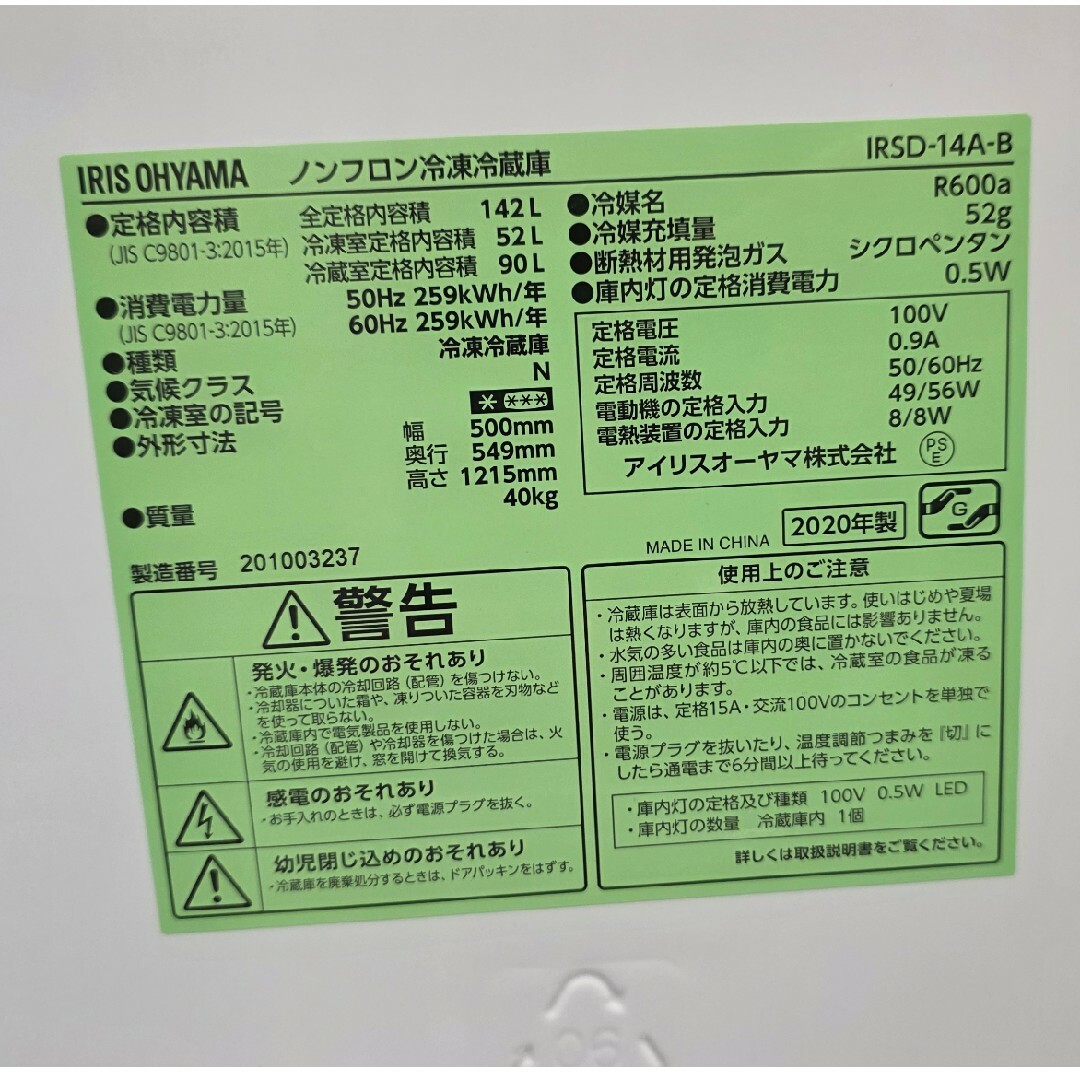 IRIS OHYAMA ノンフロン冷凍冷蔵庫 IRSD-14A-B
●定格内容積 全定格内容積 142L
(JIS C9801-3:2015年) 冷凍室定格内容積 52L
冷蔵室定格内容積 90L
●消費電力量 50Hz 259kWh/年
(JIS C9801-3:2015年) 60Hz 259kWh/年
●種類 冷凍冷蔵庫
●気候クラス N
●冷凍室の記号 * ***
●外形寸法 幅 500mm
奥行 549mm
高さ 1215mm
●質量 40kg
製造番号 201003237
●冷媒名 R600a
●冷媒充填量 52g
●断熱材用発泡ガス シクロペンタン
●庫内灯の定格消費電力 0.5W
定格電圧 100V
定格電流 0.9A
定格周波数 50/60Hz
電動機の定格入力 49/56W
電熱装置の定格入力 8/8W
アイリスオーヤマ株式会社 PSE
MADE IN CHINA 2020年製 G
警告
発火・爆発のおそれあり
・冷蔵庫本体の冷却回路(配管)を傷つけない。
・冷却器についた霜や、凍りついた容器を刃物など
を使って取らない。
・冷蔵庫内で電気製品を使用しない。
・冷却回路(配管)や冷却器を傷つけた場合は、火
気の使用を避け、窓を開けて換気する。
感電のおそれあり
・お手入れのときは、必ず電源プラグを抜く。
幼児閉じ込めのおそれあり
・冷蔵庫を廃棄処分するときは、ドアパッキンをはずす。
使用上のご注意
・冷蔵庫は表面から放熱しています。使いはじめや夏場
は熱くなりますが、庫内の食品には影響ありません。
・水気の多い食品は庫内の奥に置かないでください。
・周囲温度が約5℃以下では、冷蔵室の食品が凍る
ことがあります。
・電源は、定格15A・交流100Vのコンセントを単独で
使う。
・電源プラグを抜いたり、温度調節つまみを『切』に
したら通電まで6分間以上待ってください。
・庫内灯の定格及び種類 100V 0.5W LED
・庫内灯の数量 冷蔵庫内 1個
詳しくは取扱説明書をご覧ください。
06